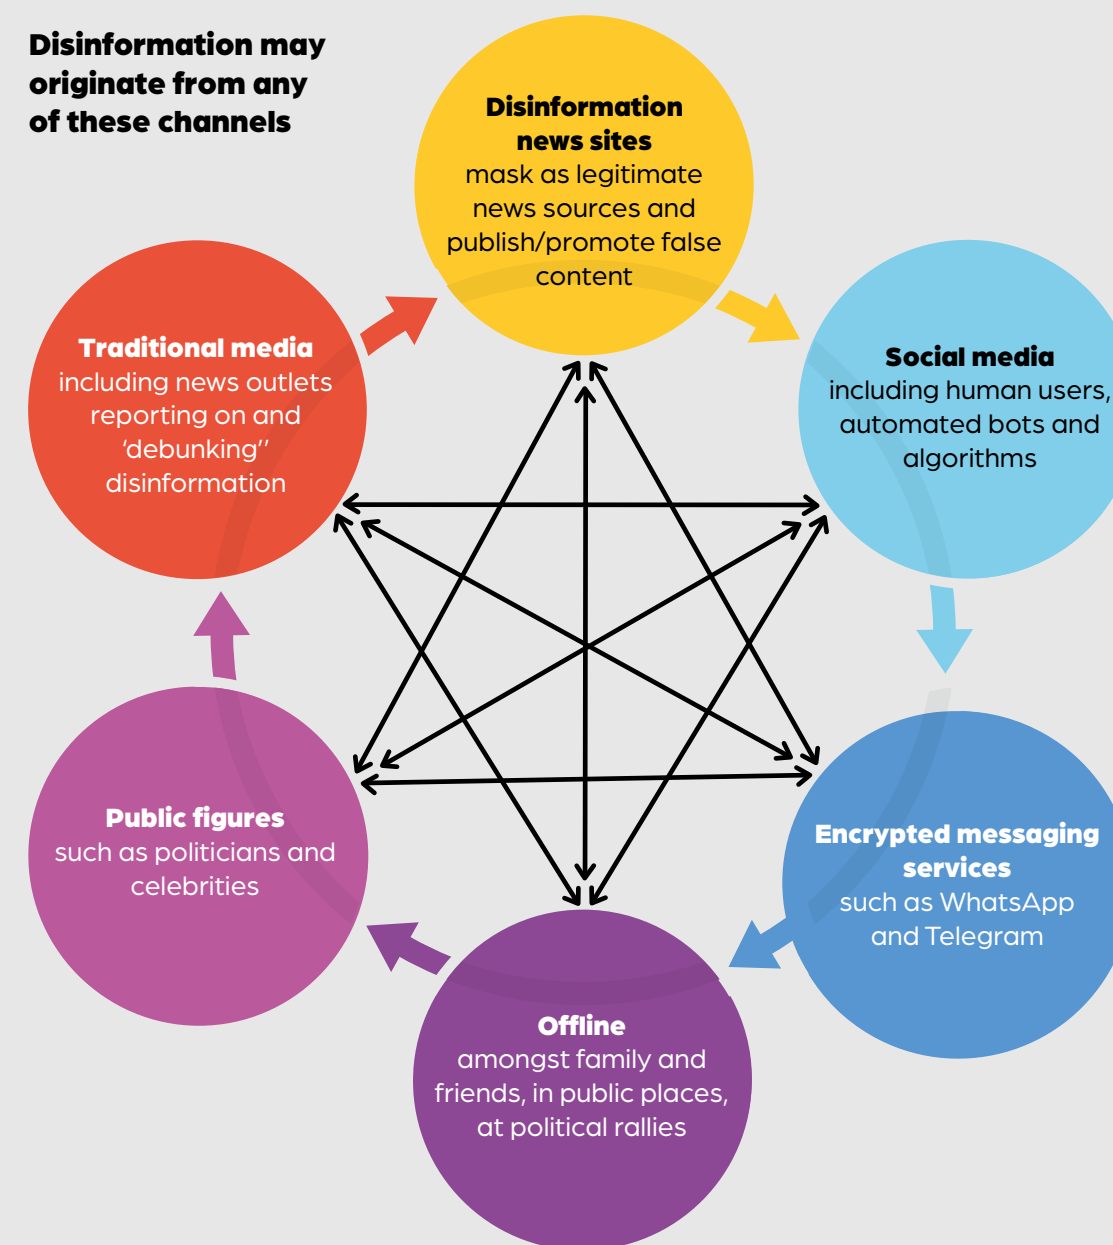 Disinformation may
originate from any
of these channels
Disinformation
news sites
mask as legitimate
news sources and
publish/promote false
content
Social media
including human users,
automated bots and
algorithms
Encrypted messaging
services
such as WhatsApp
and Telegram
Offline
amongst family and
friends, in public places,
at political rallies
Public figures
such as politicians and
celebrities
Traditional media
including news outlets
reporting on and
‘debunking’’
disinformation